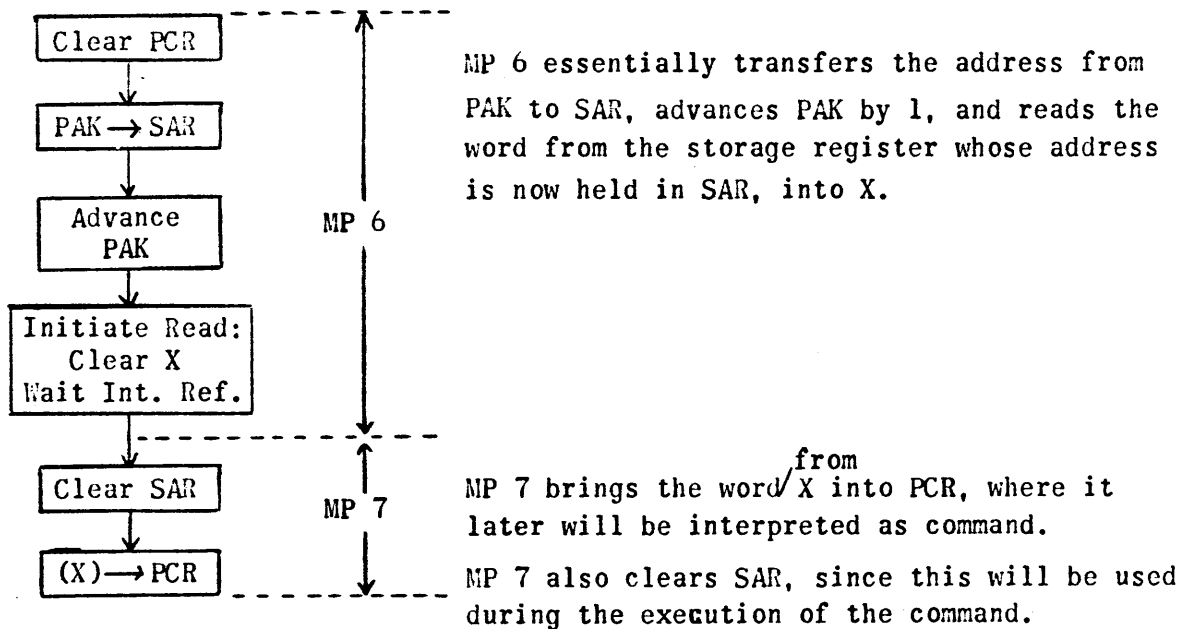 Clear PCR
PAK → SAR
Advance
PAK
Initiate Read:
Clear X
Wait Int. Ref.
Clear SAR
(X) → PCR
MP 6
MP 7
MP 6 essentially transfers the address from
PAK to SAR, advances PAK by 1, and reads the
word from the storage register whose address
is now held in SAR, into X.
from
MP 7 brings the word/X into PCR, where it
later will be interpreted as command.
MP 7 also clears SAR, since this will be used
during the execution of the command.